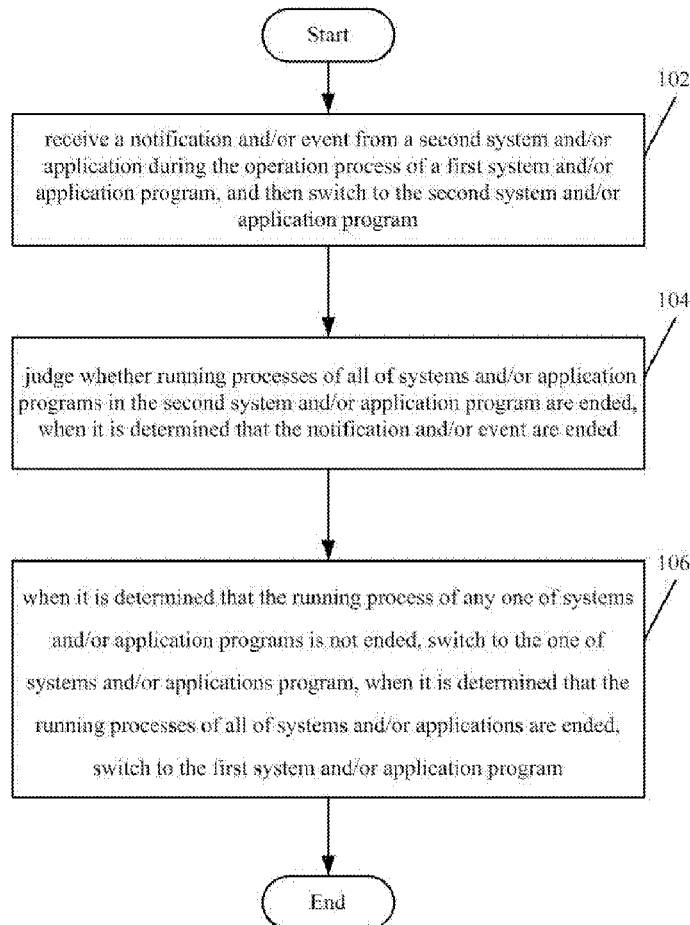 Start
102
receive a notification and/or event from a second system and/or
application during the operation process of a first system and/or
application program, and then switch to the second system and/or
application program
104
judge whether running processes of all of systems and/or application
programs in the second system and/or application program are ended,
when it is determined that the notification and/or event are ended
106
when it is determined that the running process of any one of systems
and/or application programs is not ended, switch to the one of
systems and/or applications program, when it is determined that the
running processes of all of systems and/or applications are ended,
switch to the first system and/or application program
End